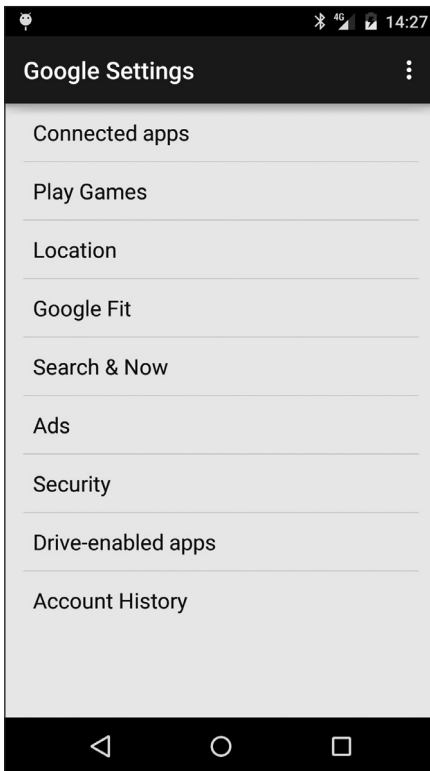 4G 14:27
Google Settings
Connected apps
Play Games
Location
Google Fit
Search & Now
Ads
Security
Drive-enabled apps
Account History